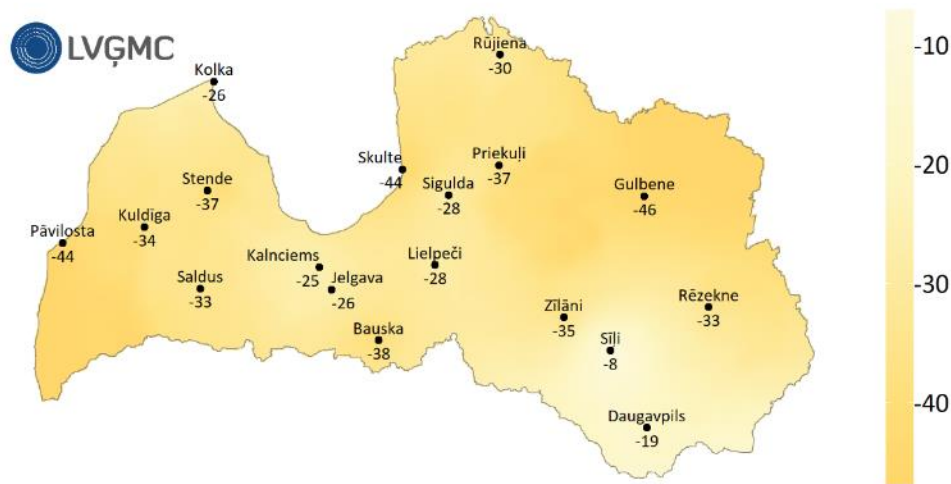 LVĢMC
Rūjiena
-30
Kolka
-26
Skulte
-44
Priekuļi
-37
Sigulda
-28
Gulbene
-46
Stende
-37
Kuldīga
-34
Pāvilosta
-44
Kalnciems
-25
Jelgava
-26
Lielpeči
-28
Saldus
-33
Bauska
-38
Zīlāni
-35
Rēzekne
-33
Sīļi
-8
Daugavpils
-19
-10
-20
-30
-40